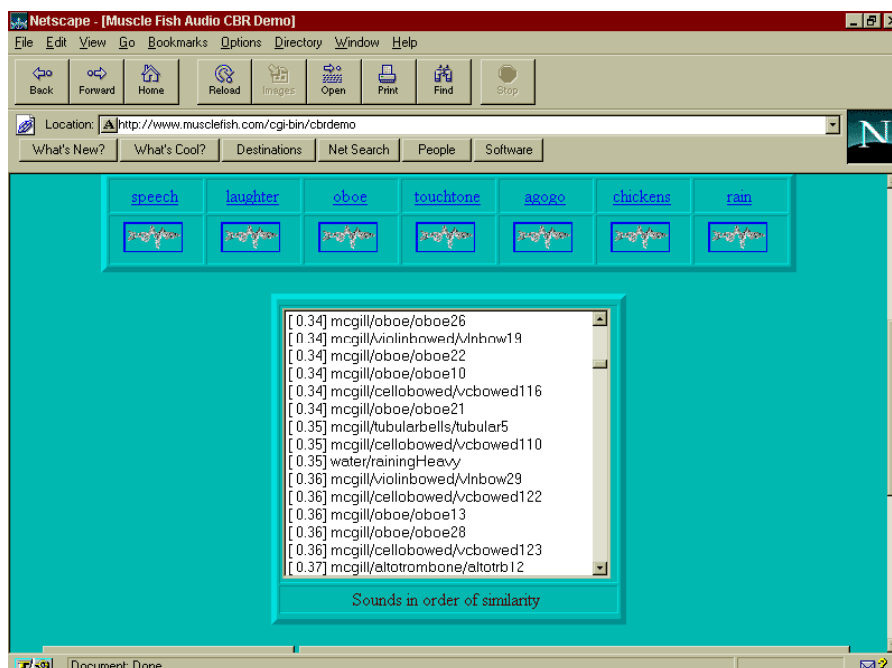 Netscape - [Muscle Fish Audio CBR Demo]
File Edit View Go Bookmarks Options Directory Window Help
Back Forward Home Reload Images Open Print Find Stop
Location: http://www.musclefish.com/cgi-bin/cbrdemo
N
What's New? What's Cool? Destinations Net Search People Software
speech laughter oboe touchtone agogo chickens rain
[ 0.34] mcgill/oboe/oboe26
[ 0.34] mcgill/violinbowed/vlnbow19
[ 0.34] mcgill/oboe/oboe22
[ 0.34] mcgill/oboe/oboe10
[ 0.34] mcgill/cellobowed/vcbowed116
[ 0.34] mcgill/oboe/oboe21
[ 0.35] mcgill/tubularbells/tubular5
[ 0.35] mcgill/cellobowed/vcbowed110
[ 0.35] water/rainingHeavy
[ 0.36] mcgill/violinbowed/vlnbow29
[ 0.36] mcgill/cellobowed/vcbowed122
[ 0.36] mcgill/oboe/oboe13
[ 0.36] mcgill/oboe/oboe28
[ 0.36] mcgill/cellobowed/vcbowed123
[ 0.37] mcgill/altotrombone/altotrb12
Sounds in order of similarity
Document: Done